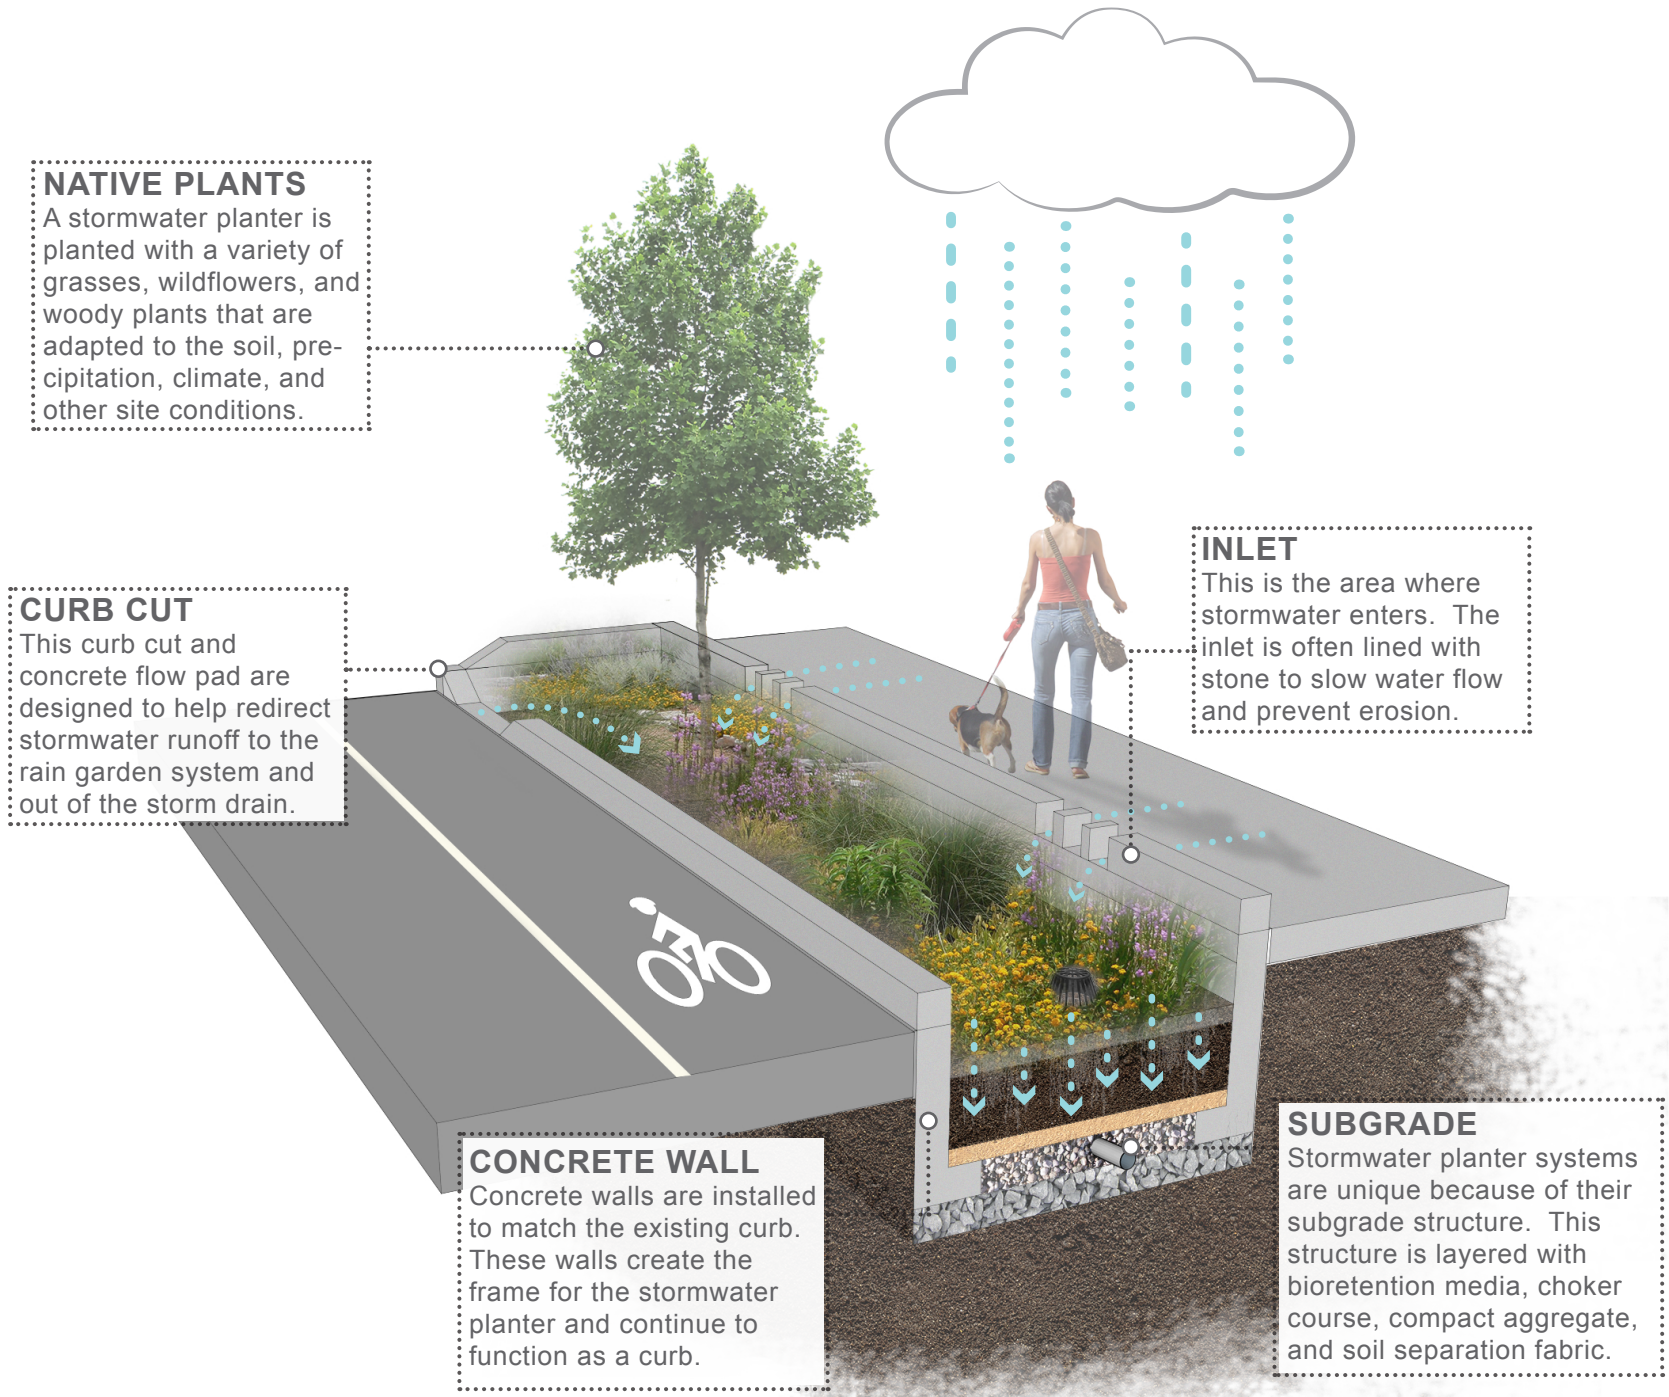 NATIVE PLANTS
A stormwater planter is
planted with a variety of
grasses, wildflowers, and
woody plants that are
adapted to the soil, pre-
cipitation, climate, and
other site conditions.
CURB CUT
This curb cut and
concrete flow pad are
designed to help redirect
stormwater runoff to the
rain garden system and
out of the storm drain.
INLET
This is the area where
stormwater enters.  The
inlet is often lined with
stone to slow water flow
and prevent erosion.
CONCRETE WALL
Concrete walls are installed
to match the existing curb.
These walls create the
frame for the stormwater
planter and continue to
function as a curb.
SUBGRADE
Stormwater planter systems
are unique because of their
subgrade structure.  This
structure is layered with
bioretention media, choker
course, compact aggregate,
and soil separation fabric.